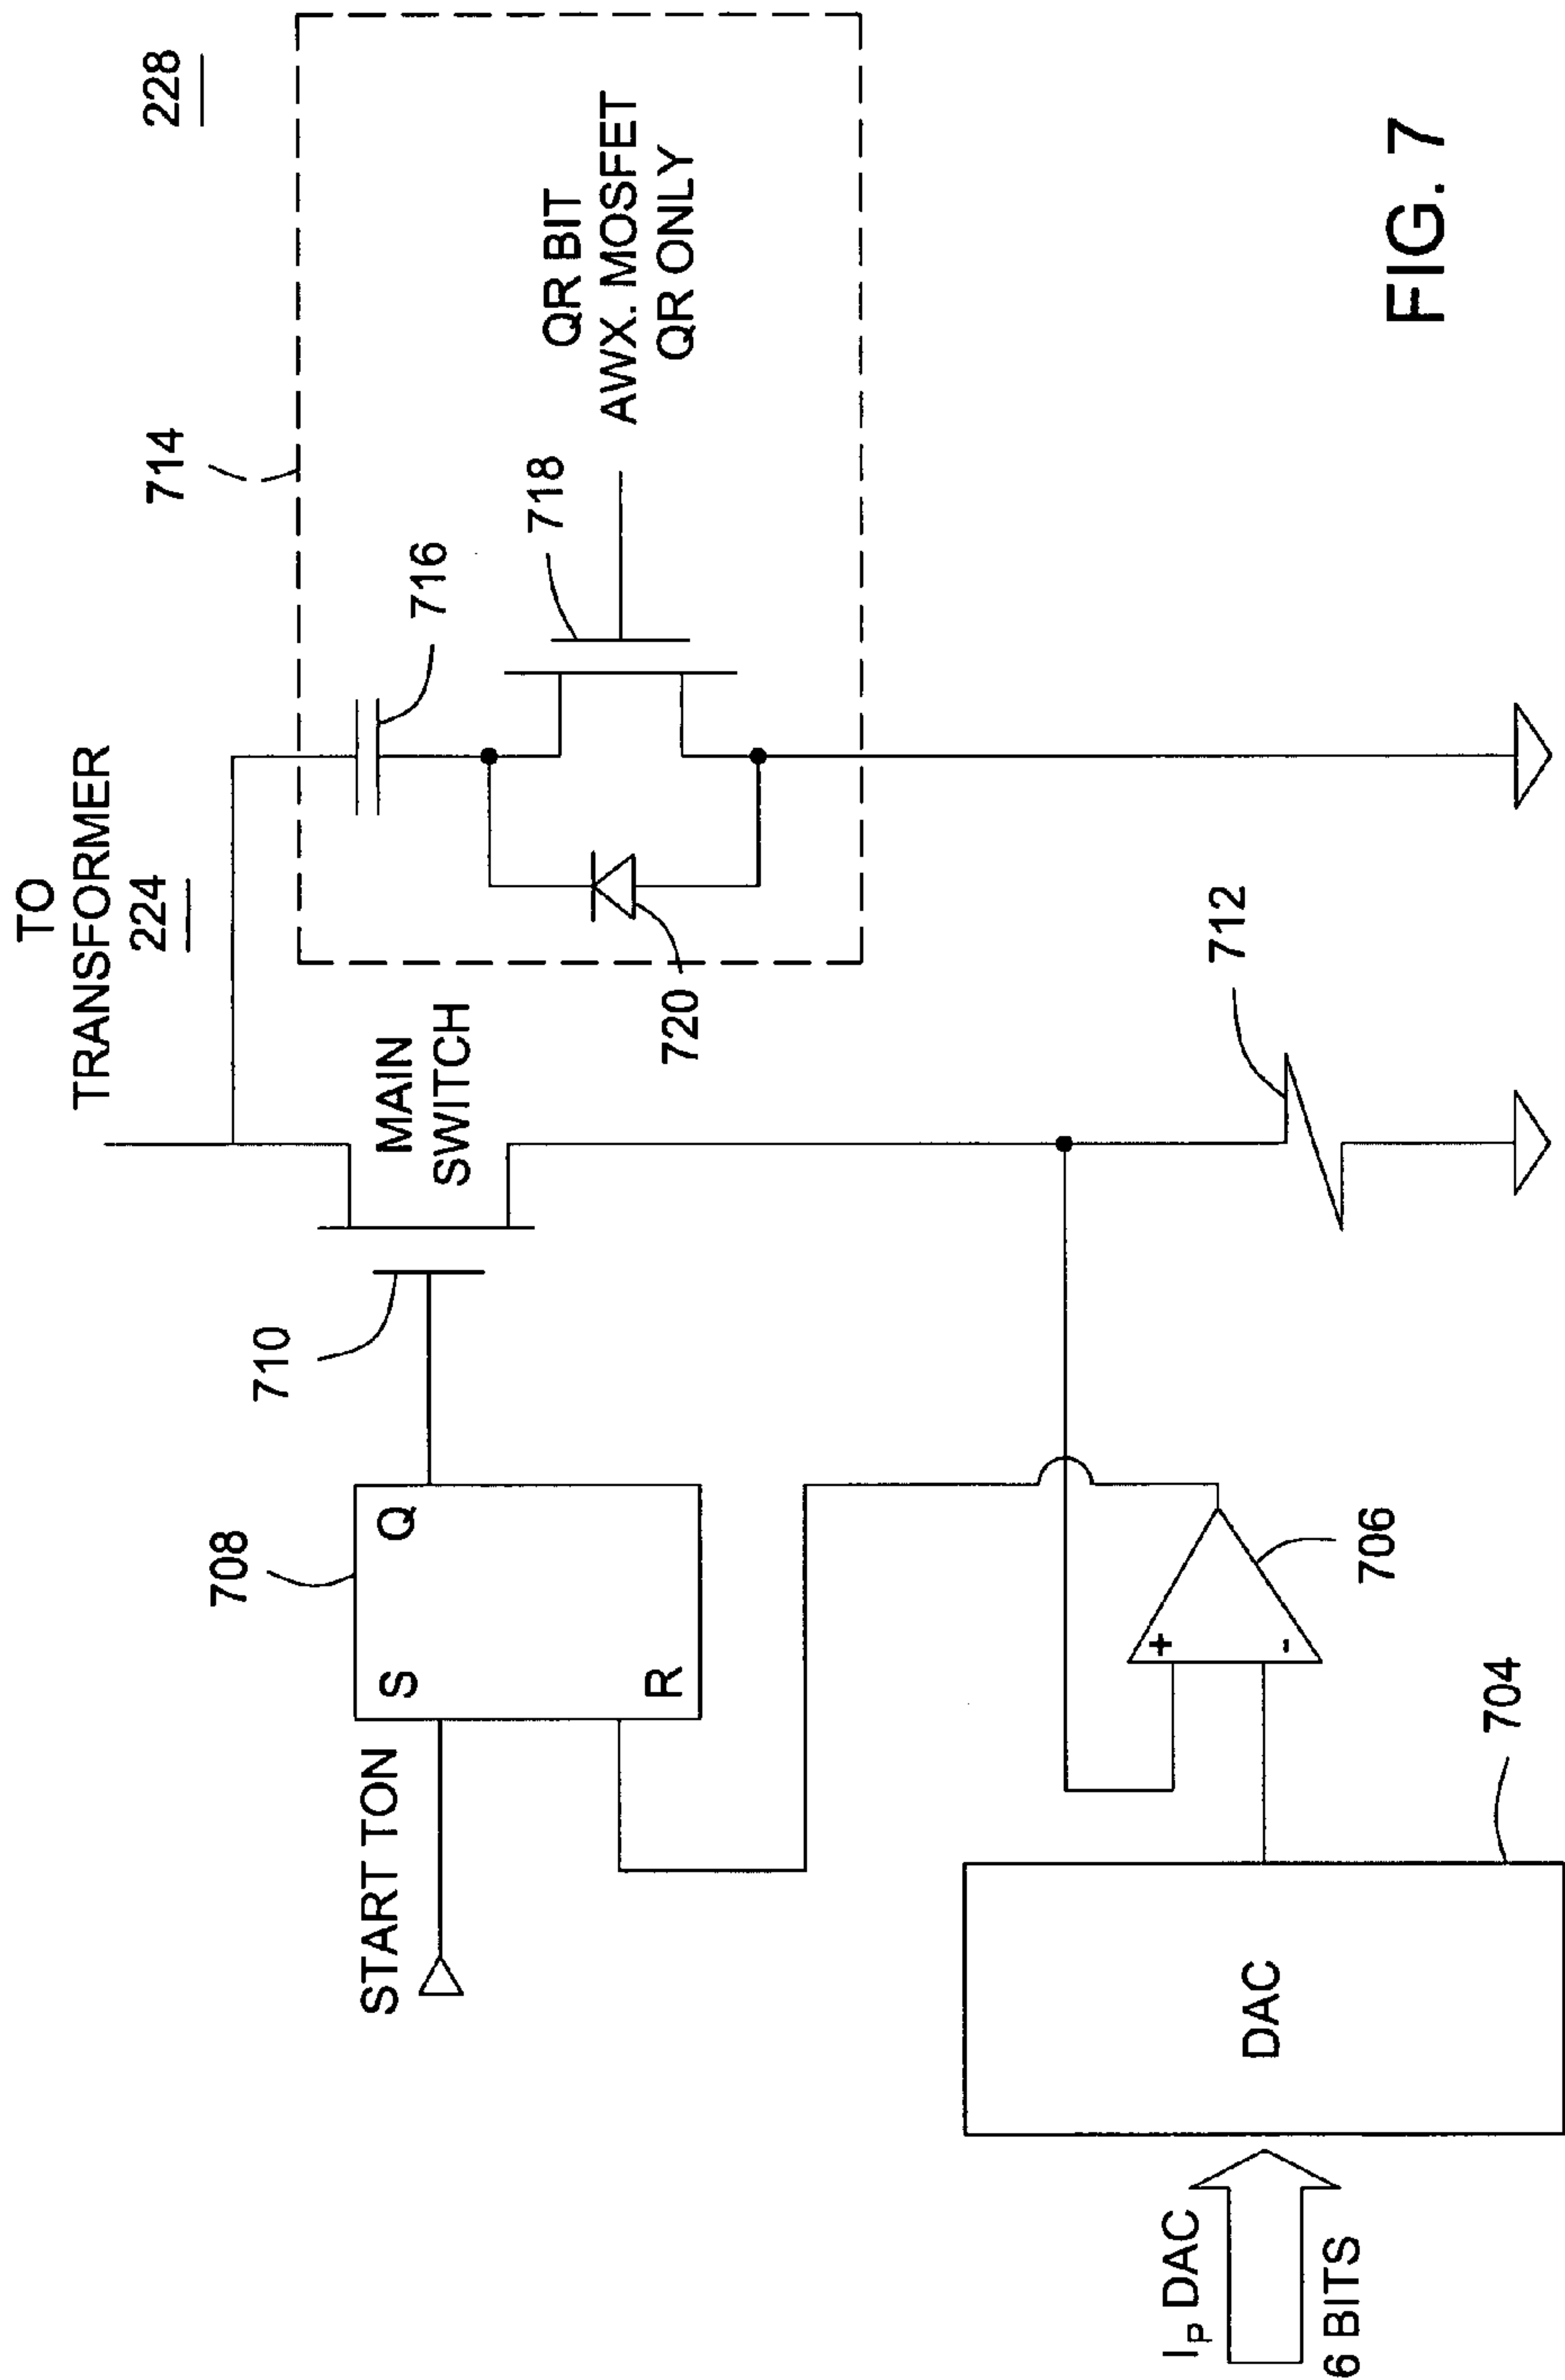 TO
TRANSFORMER
224
228
714
716
718
QR BIT
AWX. MOSFET
QR ONLY
720
MAIN
SWITCH
710
708
S
Q
R
START TON
712
+
-
706
704
DAC
I_P DAC
6 BITS
FIG. 7